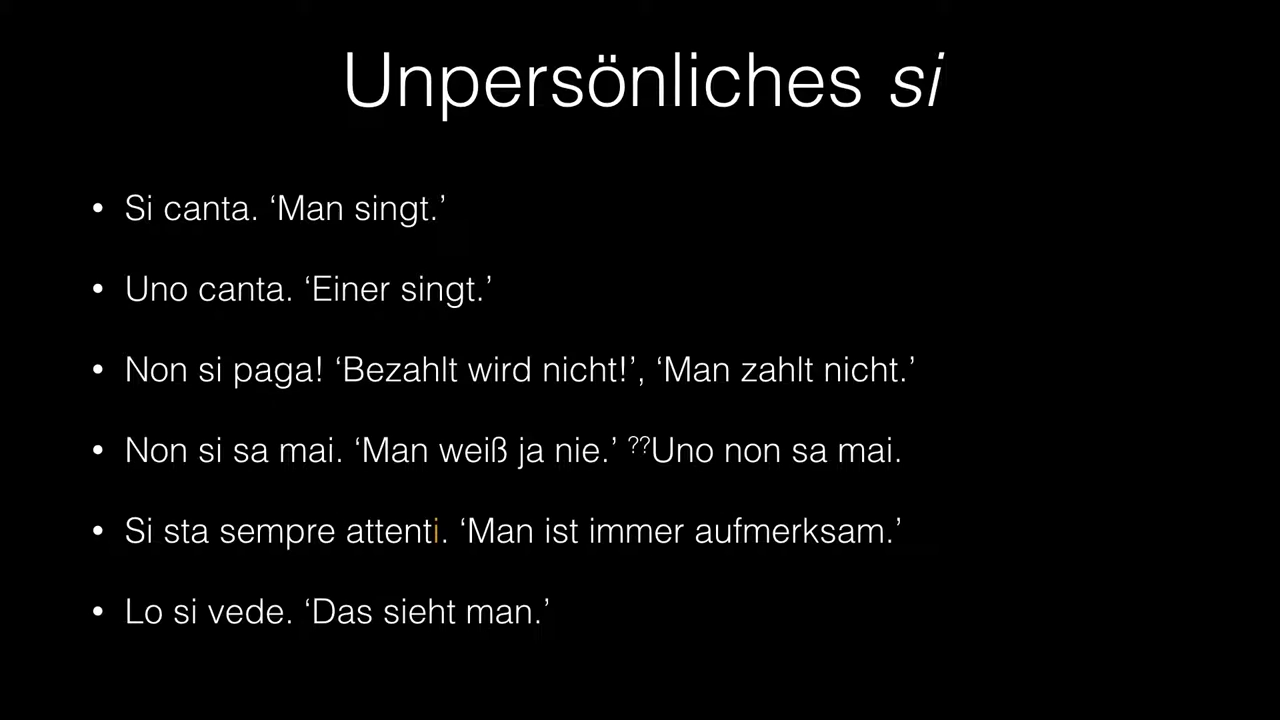 Unpersönliches si
• Si canta. ‘Man singt.’
• Uno canta. ‘Einer singt.’
• Non si paga! ‘Bezahlt wird nicht!’, ‘Man zahlt nicht.’
• Non si sa mai. ‘Man weiß ja nie.’ ??Uno non sa mai.
• Si sta sempre attenti. ‘Man ist immer aufmerksam.’
• Lo si vede. ‘Das sieht man.’